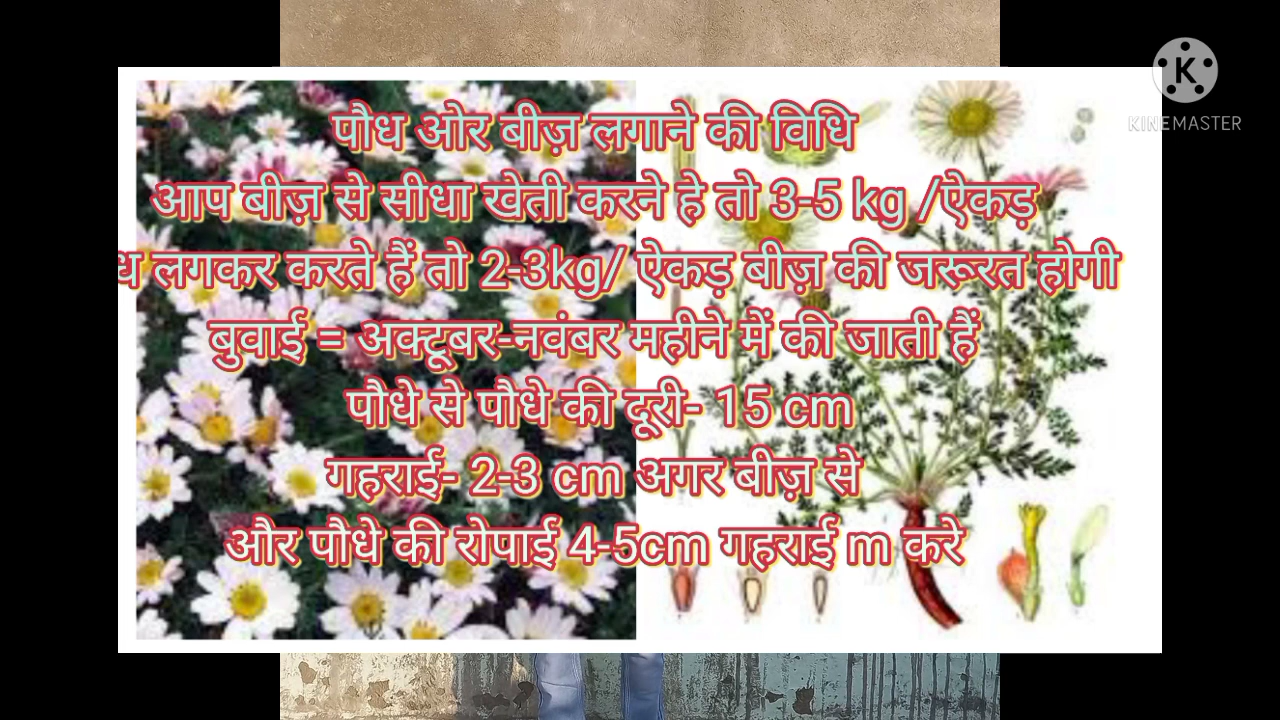 पौध ओर बीज़ लगाने की विधि
आप बीज़ से सीधा खेती करने हे तो 3-5 kg /ऐकड़
लगकर करते हैं तो 2-3kg/ ऐकड़ बीज़ की जरूरत होगी
बुवाई = अक्टूबर-नवंबर महीने में की जाती हैं
पौधे से पौधे की दूरी- 15 cm
गहराई- 2-3 cm अगर बीज़ से
और पौधे की रोपाई 4-5cm गहराई m करे
K
KINEMASTER